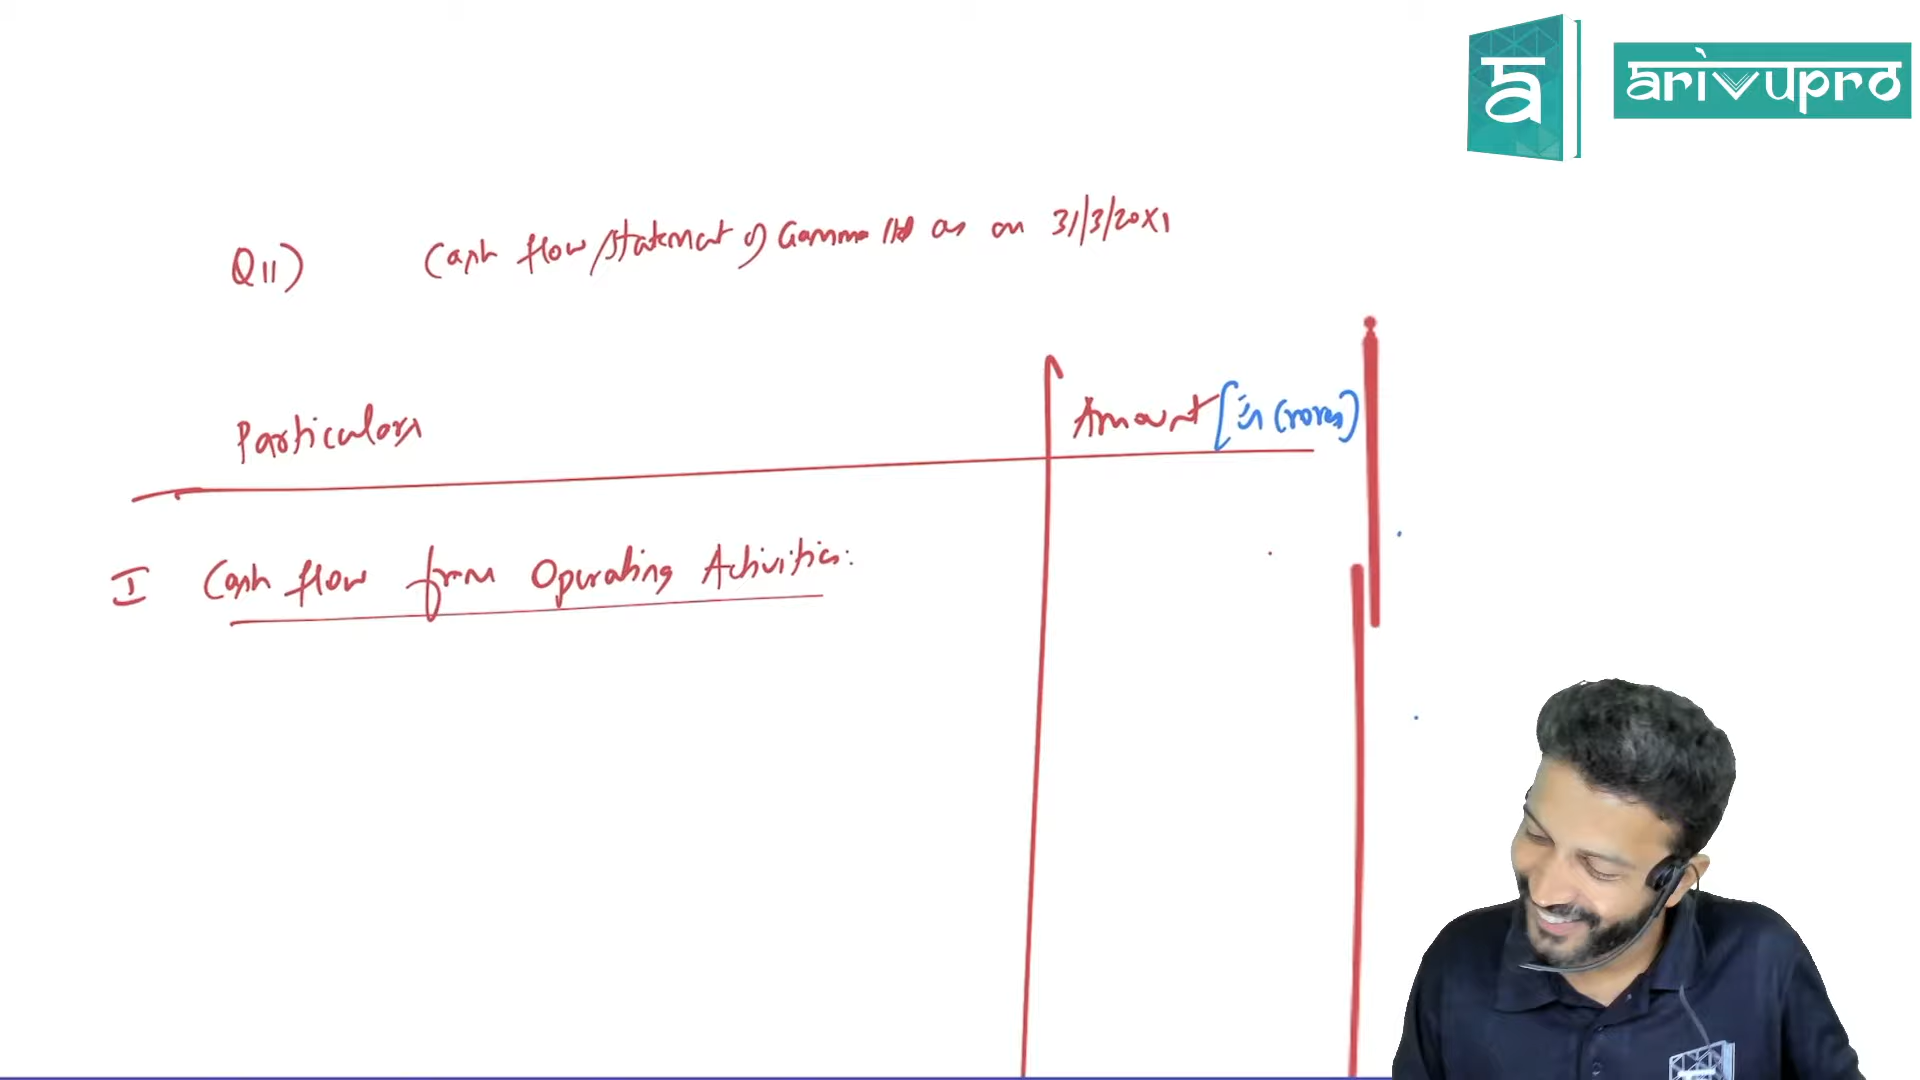 a arivupro
Q11) Cash flow statement of Gamma ltd as on 31/3/20X1
Particulars Amount [in crores]
I Cash flow from Operating Activities: